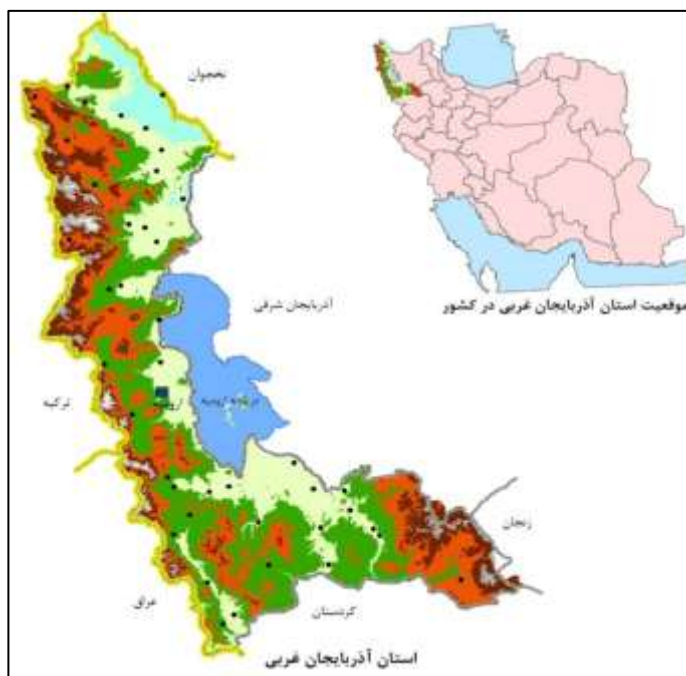 نخجوان
آذربایجان شرقی
موقعیت استان آذربایجان غربی در کشور
ترکیه
ارومیه
دریاچه ارومیه
زنجان
عراق
کردستان
استان آذربایجان غربی